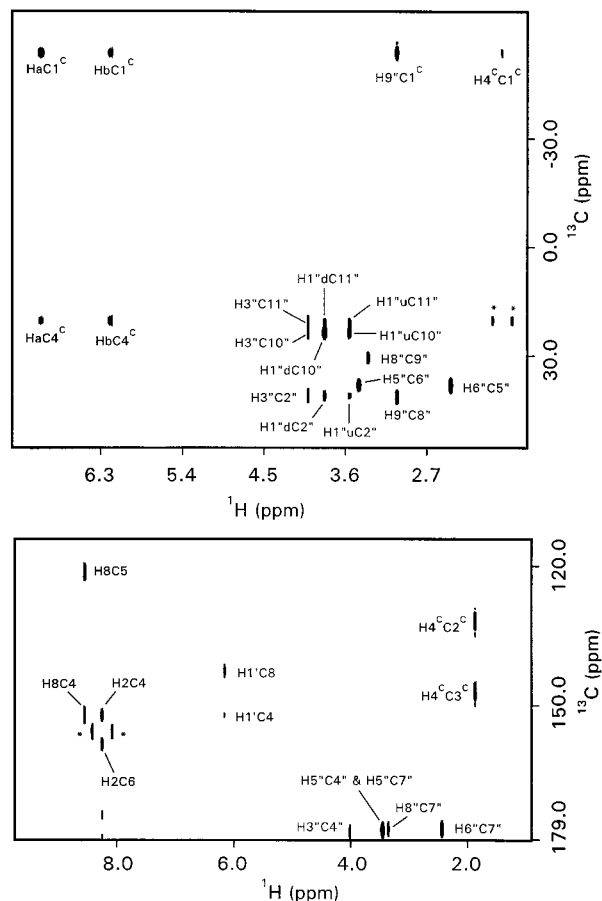 HaC1^C HbC1^C H9"C1^C H4^C C1^C
-30.0
0.0
30.0
¹³C (ppm)
H1"dC11"
H3"C11" H1"uC11"
HaC4^C HbC4^C H3"C10" H1"uC10"
* *
H1"dC10" H8"C9"
H5"C6" H6"C5"
H3"C2" H9"C8"
H1"dC2" H1"uC2"
6.3 5.4 4.5 3.6 2.7
¹H (ppm)
120.0
150.0
179.0
¹³C (ppm)
H8C5
H4^C C2^C
H1'C8
H8C4 H2C4 H4^C C3^C
H1'C4
* *
H2C6
H5"C4" & H5"C7"
H8"C7"
H3"C4" H6"C7"
8.0 6.0 4.0 2.0
¹H (ppm)